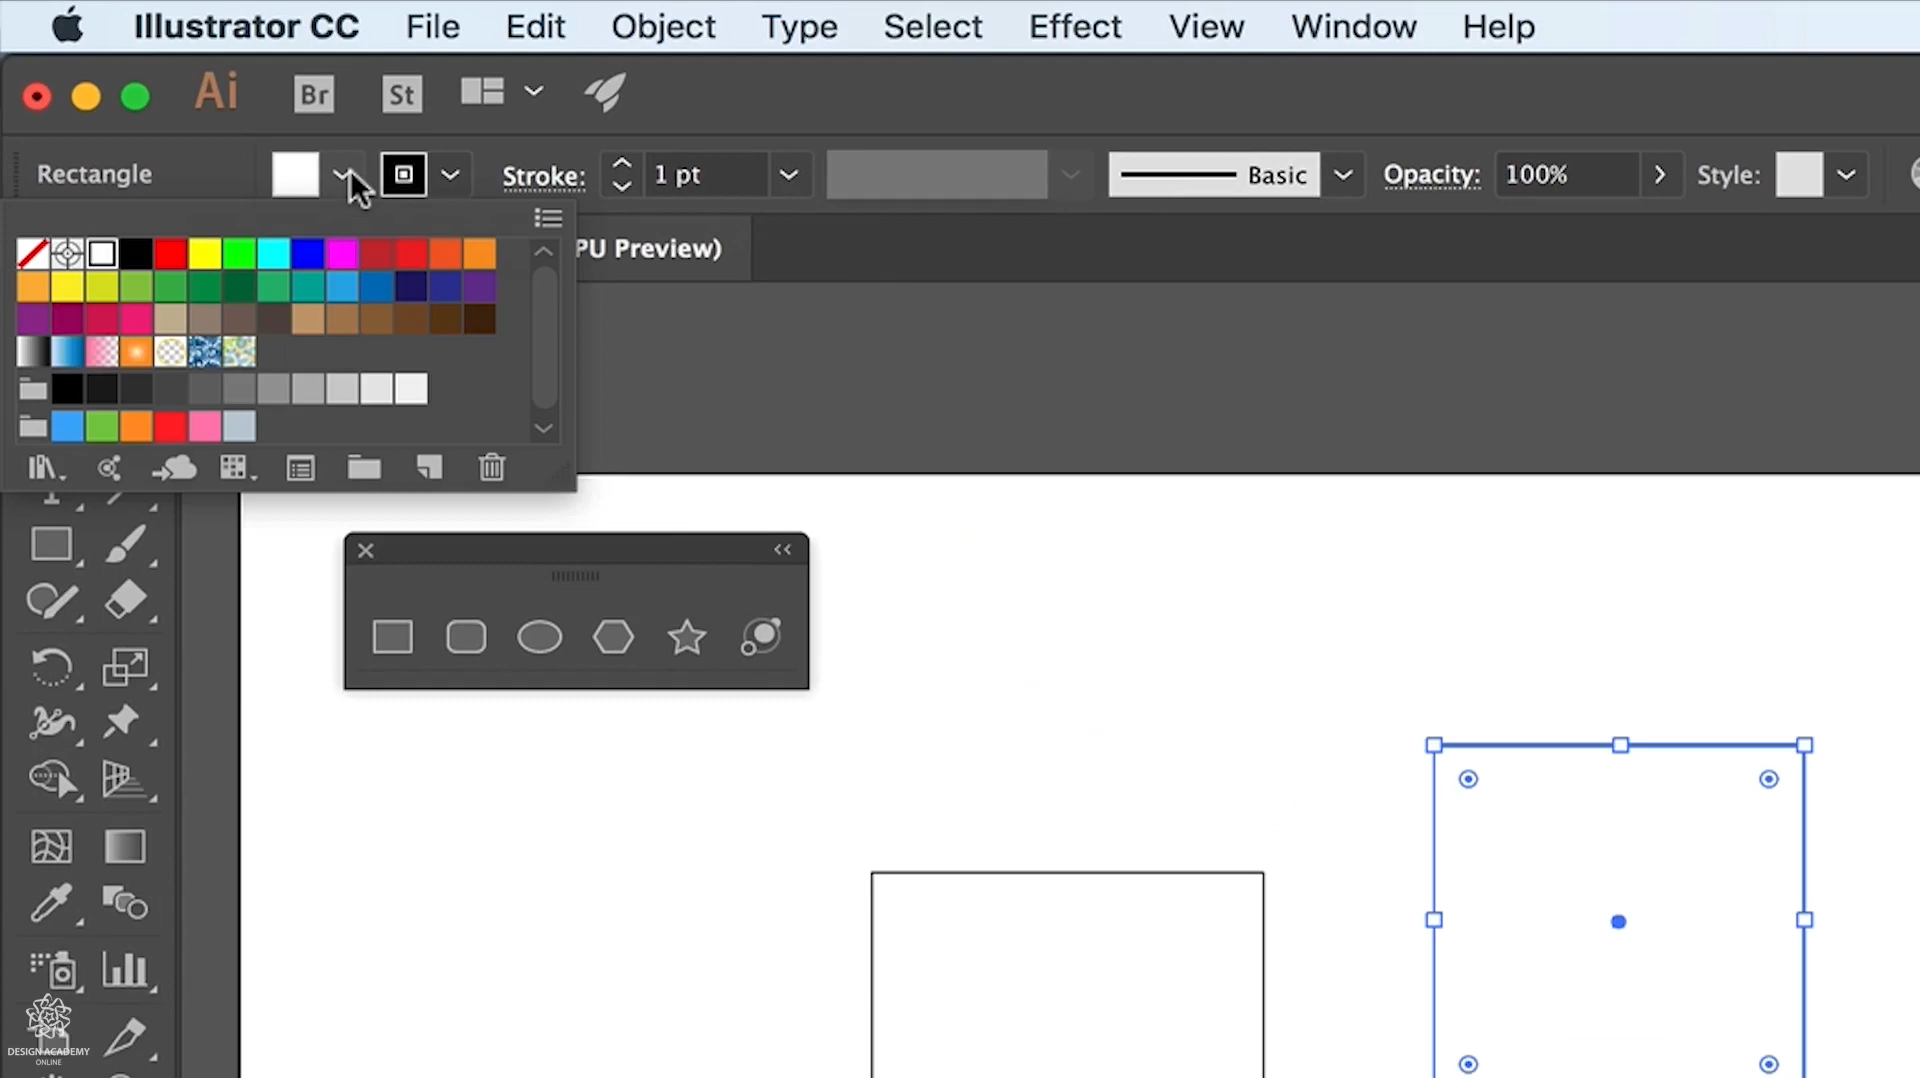 Illustrator CC File Edit Object Type Select Effect View Window Help
Ai Br St
Rectangle Stroke: 1 pt Basic Opacity: 100% Style:
PU Preview)
DESIGN ACADEMY
ONLINE